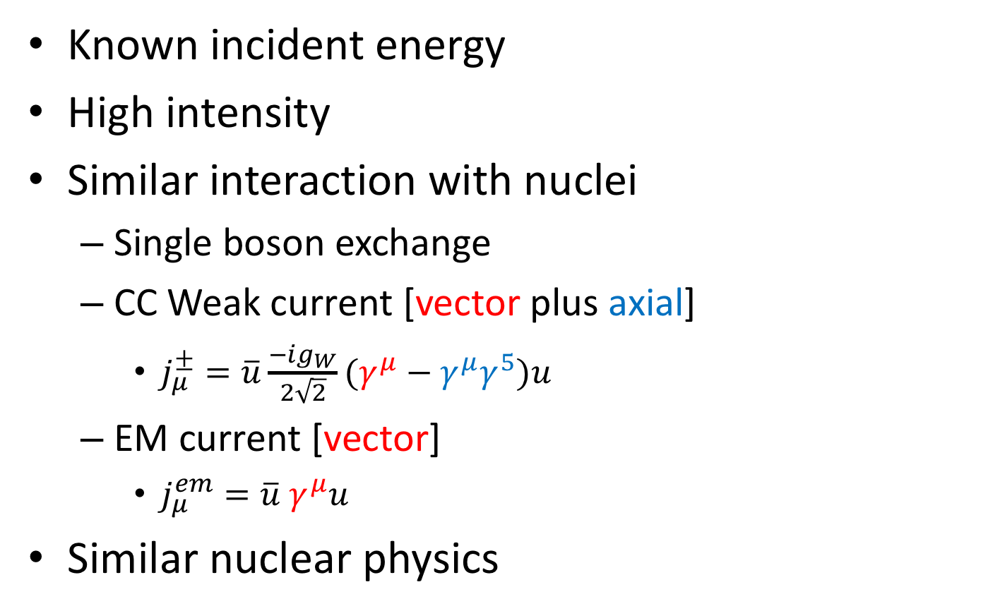 • Known incident energy
• High intensity
• Similar interaction with nuclei
– Single boson exchange
– CC Weak current [vector plus axial]
• $j_\mu^\pm = \bar{u} \frac{-ig_W}{2\sqrt{2}} (\gamma^\mu - \gamma^\mu \gamma^5) u$
– EM current [vector]
• $j_\mu^{em} = \bar{u} \, \gamma^\mu u$
• Similar nuclear physics